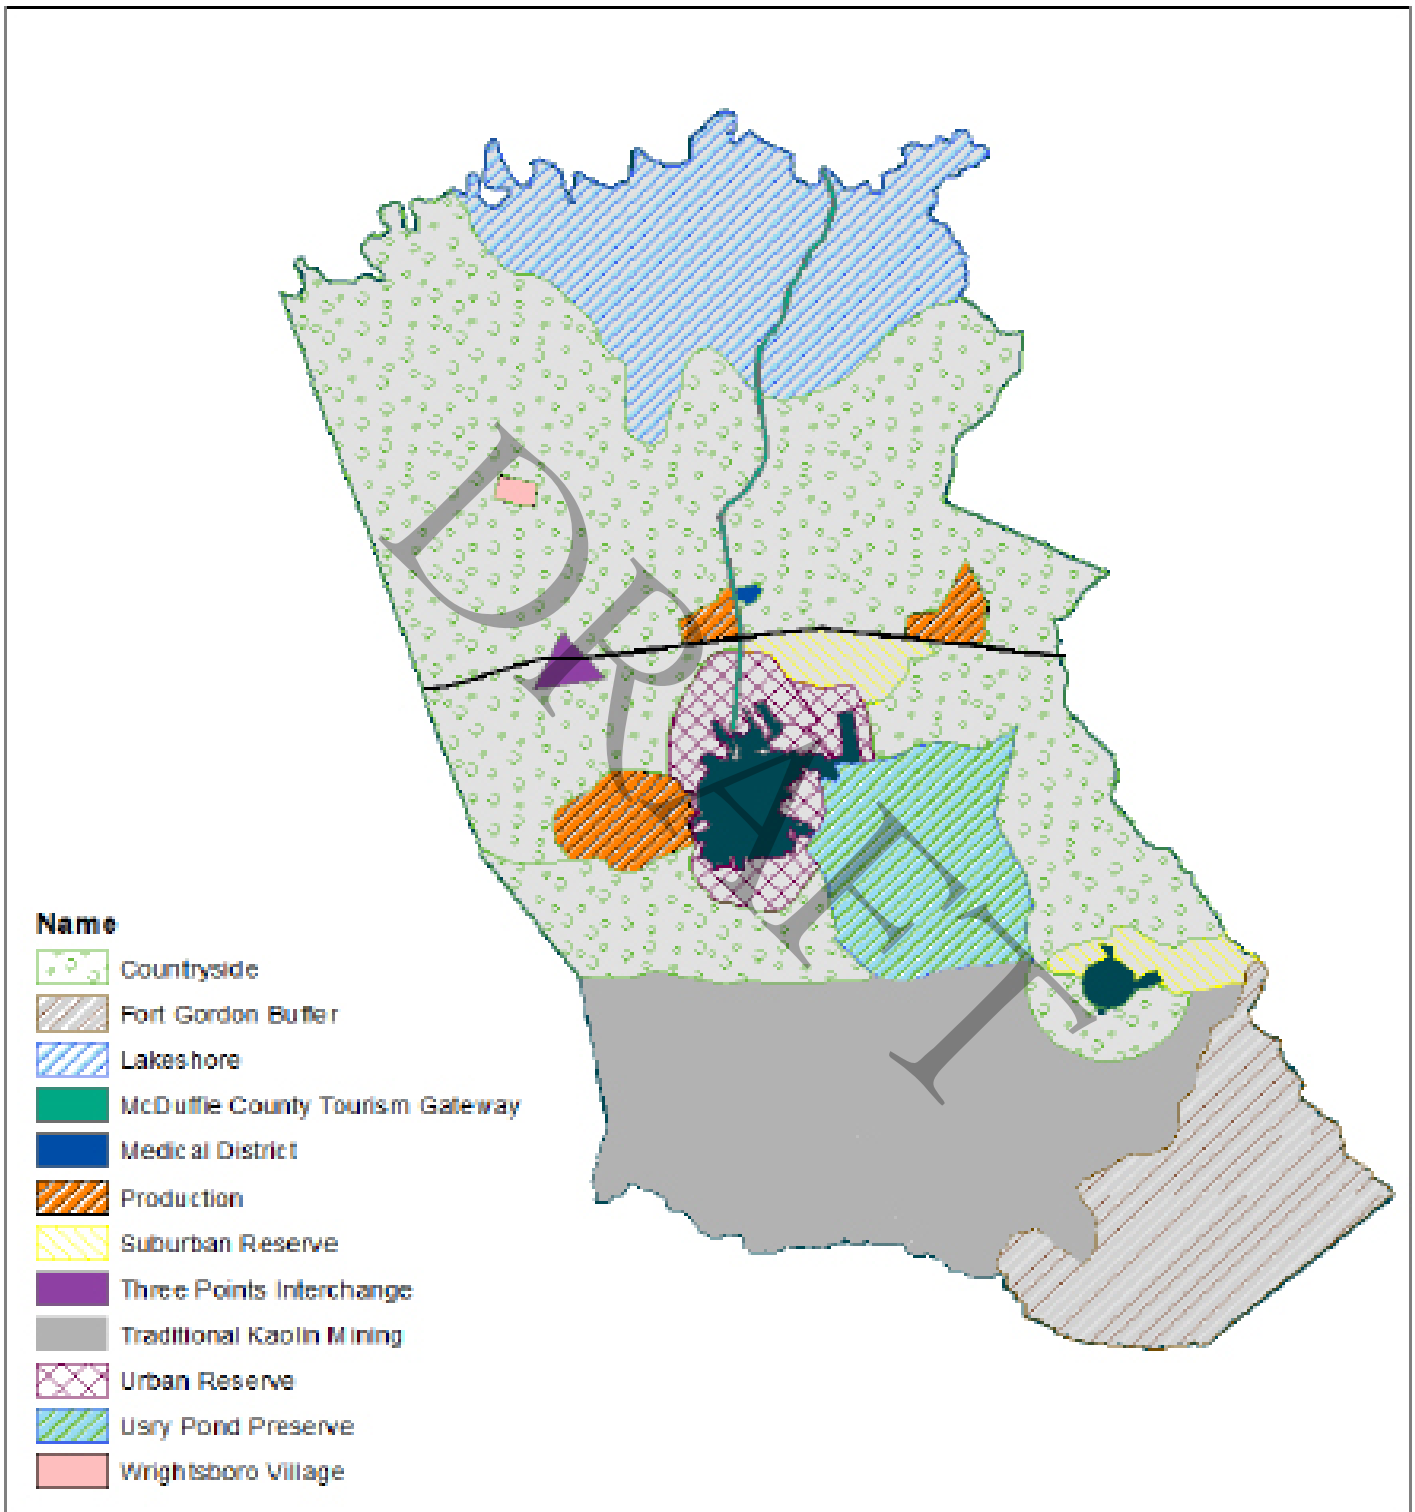 DRAFT
Name
Countryside
Fort Gordon Buffer
Lakeshore
McDuffie County Tourism Gateway
Medical District
Production
Suburban Reserve
Three Points Interchange
Traditional Kaolin Mining
Urban Reserve
Usry Pond Preserve
Wrightsboro Village